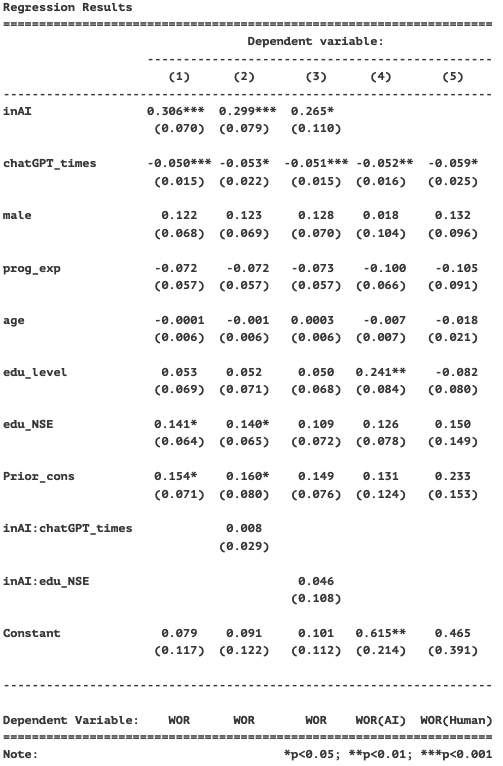 Regression Results
====================================================================
Dependent variable:
------------------------------------------------
(1) (2) (3) (4) (5)
--------------------------------------------------------------------
inAI 0.306*** 0.299*** 0.265*
(0.070) (0.079) (0.110)
chatGPT_times -0.050*** -0.053* -0.051*** -0.052** -0.059*
(0.015) (0.022) (0.015) (0.016) (0.025)
male 0.122 0.123 0.128 0.018 0.132
(0.068) (0.069) (0.070) (0.104) (0.096)
prog_exp -0.072 -0.072 -0.073 -0.100 -0.105
(0.057) (0.057) (0.057) (0.066) (0.091)
age -0.0001 -0.001 0.0003 -0.007 -0.018
(0.006) (0.006) (0.006) (0.007) (0.021)
edu_level 0.053 0.052 0.050 0.241** -0.082
(0.069) (0.071) (0.068) (0.084) (0.080)
edu_NSE 0.141* 0.140* 0.109 0.126 0.150
(0.064) (0.065) (0.072) (0.078) (0.149)
Prior_cons 0.154* 0.160* 0.149 0.131 0.233
(0.071) (0.080) (0.076) (0.124) (0.153)
inAI:chatGPT_times 0.008
(0.029)
inAI:edu_NSE 0.046
(0.108)
Constant 0.079 0.091 0.101 0.615** 0.465
(0.117) (0.122) (0.112) (0.214) (0.391)
--------------------------------------------------------------------
Dependent Variable: WOR WOR WOR WOR(AI) WOR(Human)
====================================================================
Note: *p<0.05; **p<0.01; ***p<0.001